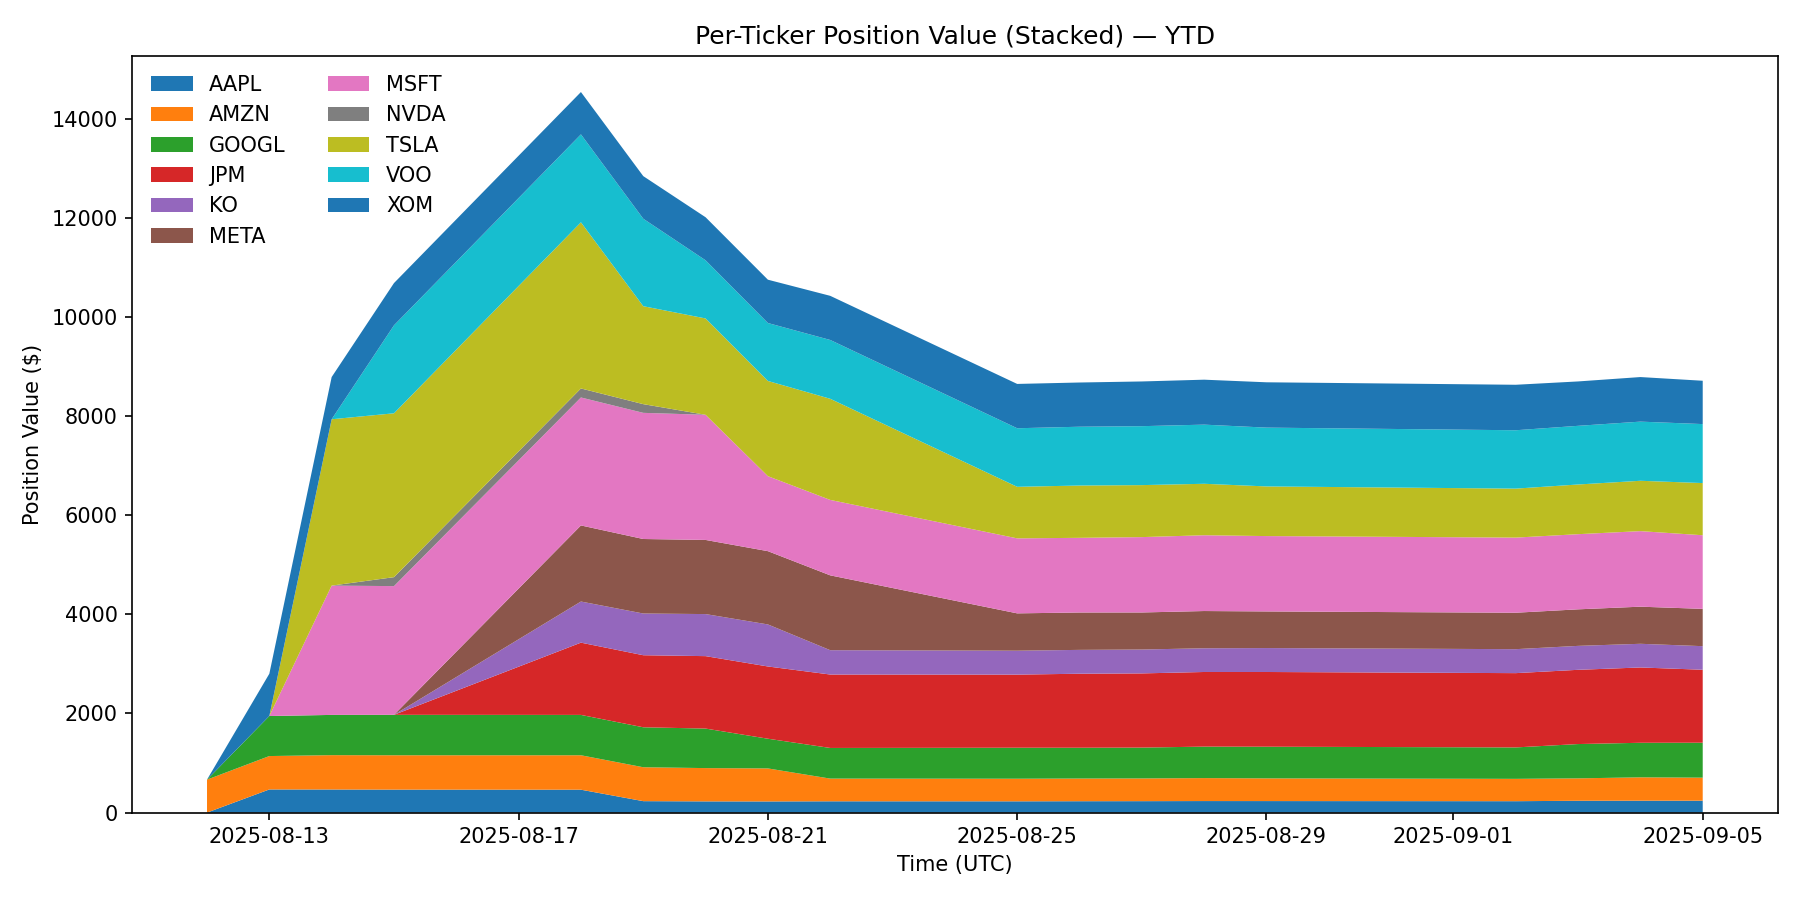 Per-Ticker Position Value (Stacked) — YTD
AAPL
AMZN
GOOGL
JPM
KO
META
MSFT
NVDA
TSLA
VOO
XOM
Position Value ($)
14000
12000
10000
8000
6000
4000
2000
0
2025-08-13
2025-08-17
2025-08-21
2025-08-25
2025-08-29
2025-09-01
2025-09-05
Time (UTC)